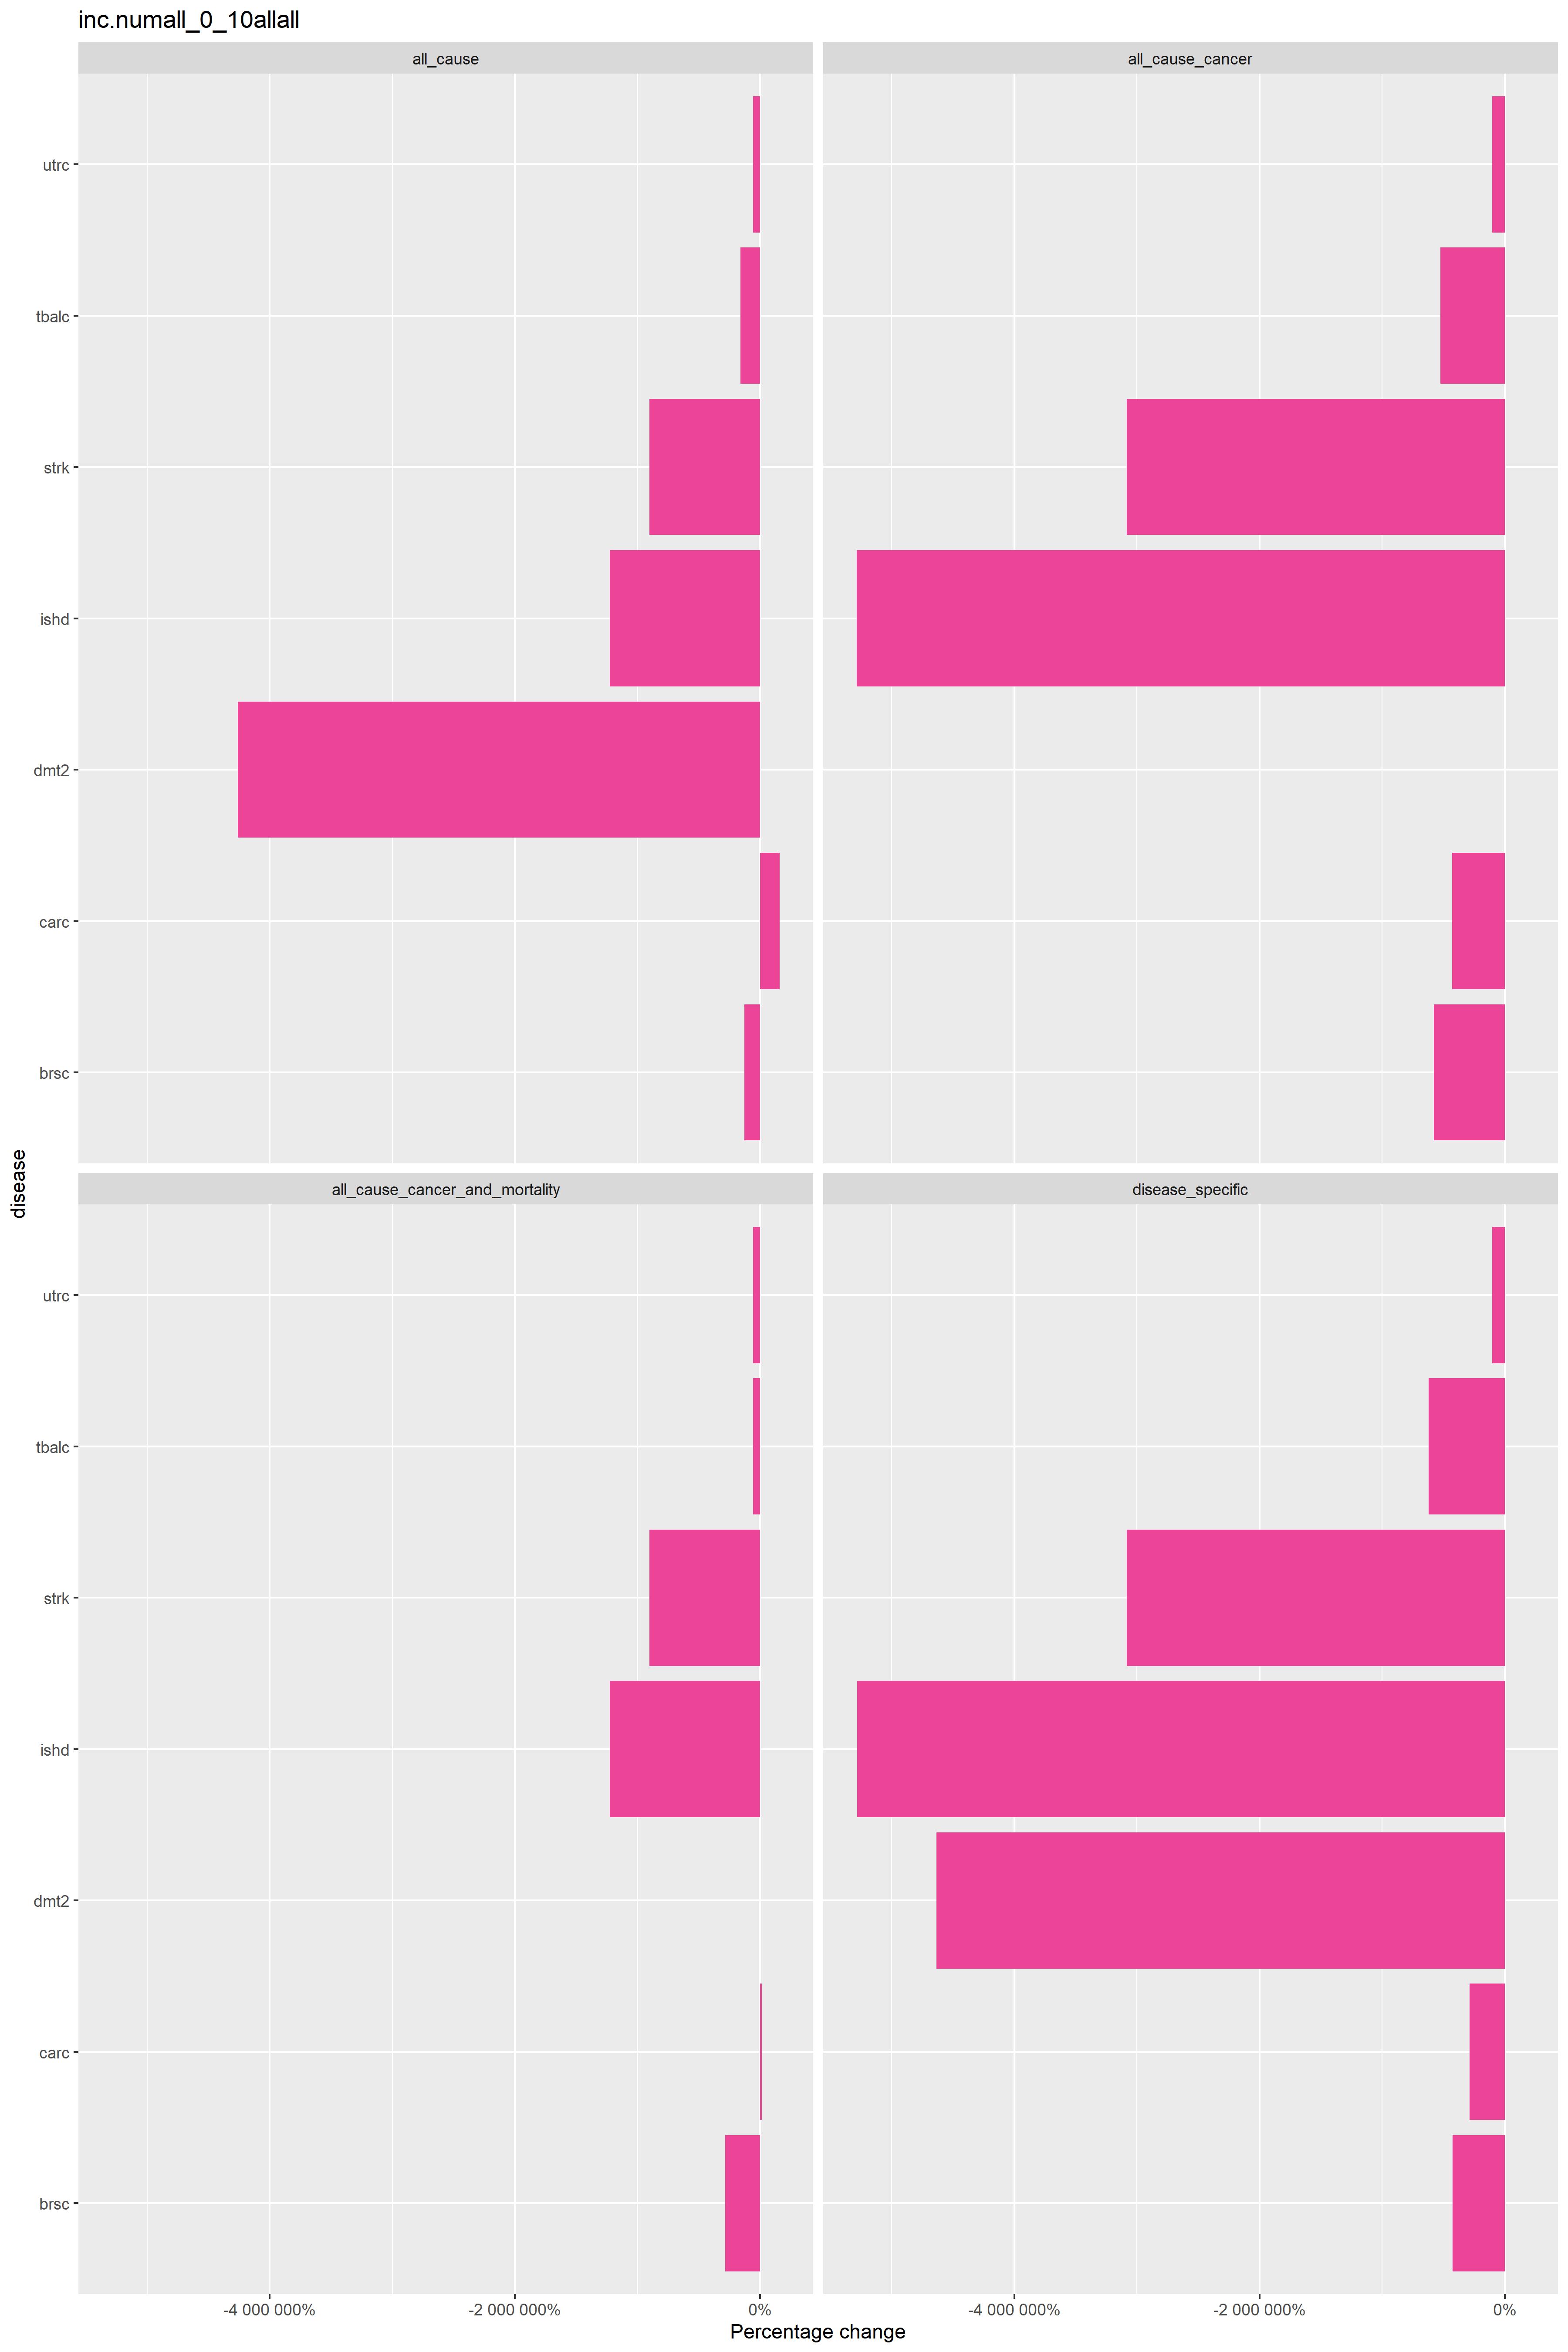 inc.numall_0_10allall
all_cause
all_cause_cancer
utrc
tbalc
strk
ishd
dmt2
carc
brsc
disease
all_cause_cancer_and_mortality
disease_specific
utrc
tbalc
strk
ishd
dmt2
carc
brsc
-4 000 000%
-2 000 000%
0%
-4 000 000%
-2 000 000%
0%
Percentage change